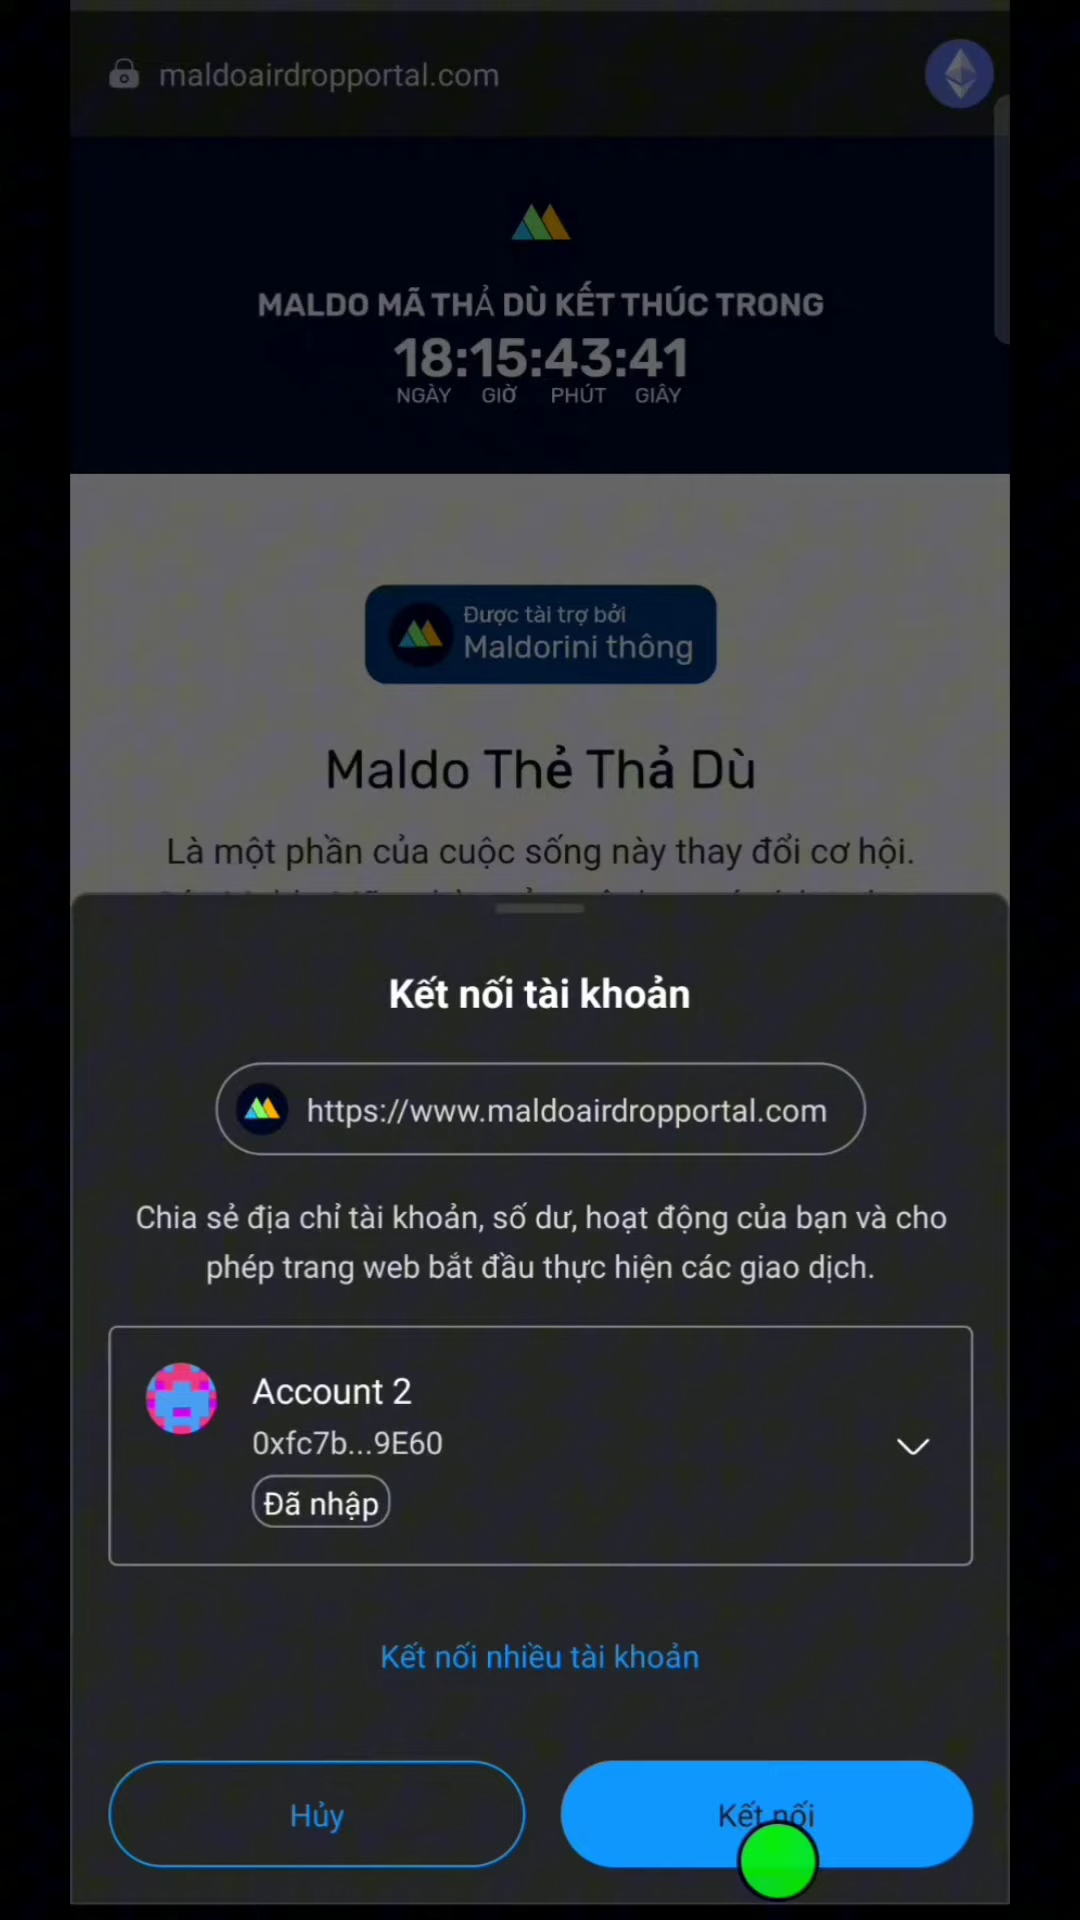 maldoairdropportal.com
MALDO MÃ THẢ DÙ KẾT THÚC TRONG
18:15:43:41
NGÀY GIỜ PHÚT GIÂY
Được tài trợ bởi
Maldorini thông
Maldo Thẻ Thả Dù
Là một phần của cuộc sống này thay đổi cơ hội.
Kết nối tài khoản
https://www.maldoairdropportal.com
Chia sẻ địa chỉ tài khoản, số dư, hoạt động của bạn và cho
phép trang web bắt đầu thực hiện các giao dịch.
Account 2
0xfc7b...9E60
Đã nhập
Kết nối nhiều tài khoản
Hủy
Kết nối